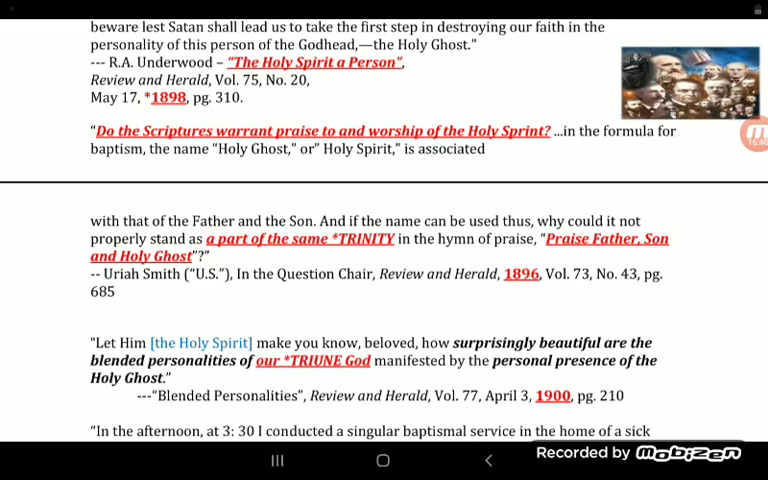 beware lest Satan shall lead us to take the first step in destroying our faith in the
personality of this person of the Godhead,—the Holy Ghost."
--- R.A. Underwood – "The Holy Spirit a Person",
Review and Herald, Vol. 75, No. 20,
May 17, *1898, pg. 310.
"Do the Scriptures warrant praise to and worship of the Holy Sprint? ...in the formula for
baptism, the name "Holy Ghost," or" Holy Spirit," is associated
with that of the Father and the Son. And if the name can be used thus, why could it not
properly stand as a part of the same *TRINITY in the hymn of praise, "Praise Father, Son
and Holy Ghost"?"
-- Uriah Smith ("U.S."), In the Question Chair, Review and Herald, 1896, Vol. 73, No. 43, pg.
685
"Let Him [the Holy Spirit] make you know, beloved, how surprisingly beautiful are the
blended personalities of our *TRIUNE God manifested by the personal presence of the
Holy Ghost."
---"Blended Personalities", Review and Herald, Vol. 77, April 3, 1900, pg. 210
"In the afternoon, at 3: 30 I conducted a singular baptismal service in the home of a sick
Recorded by Mobizen